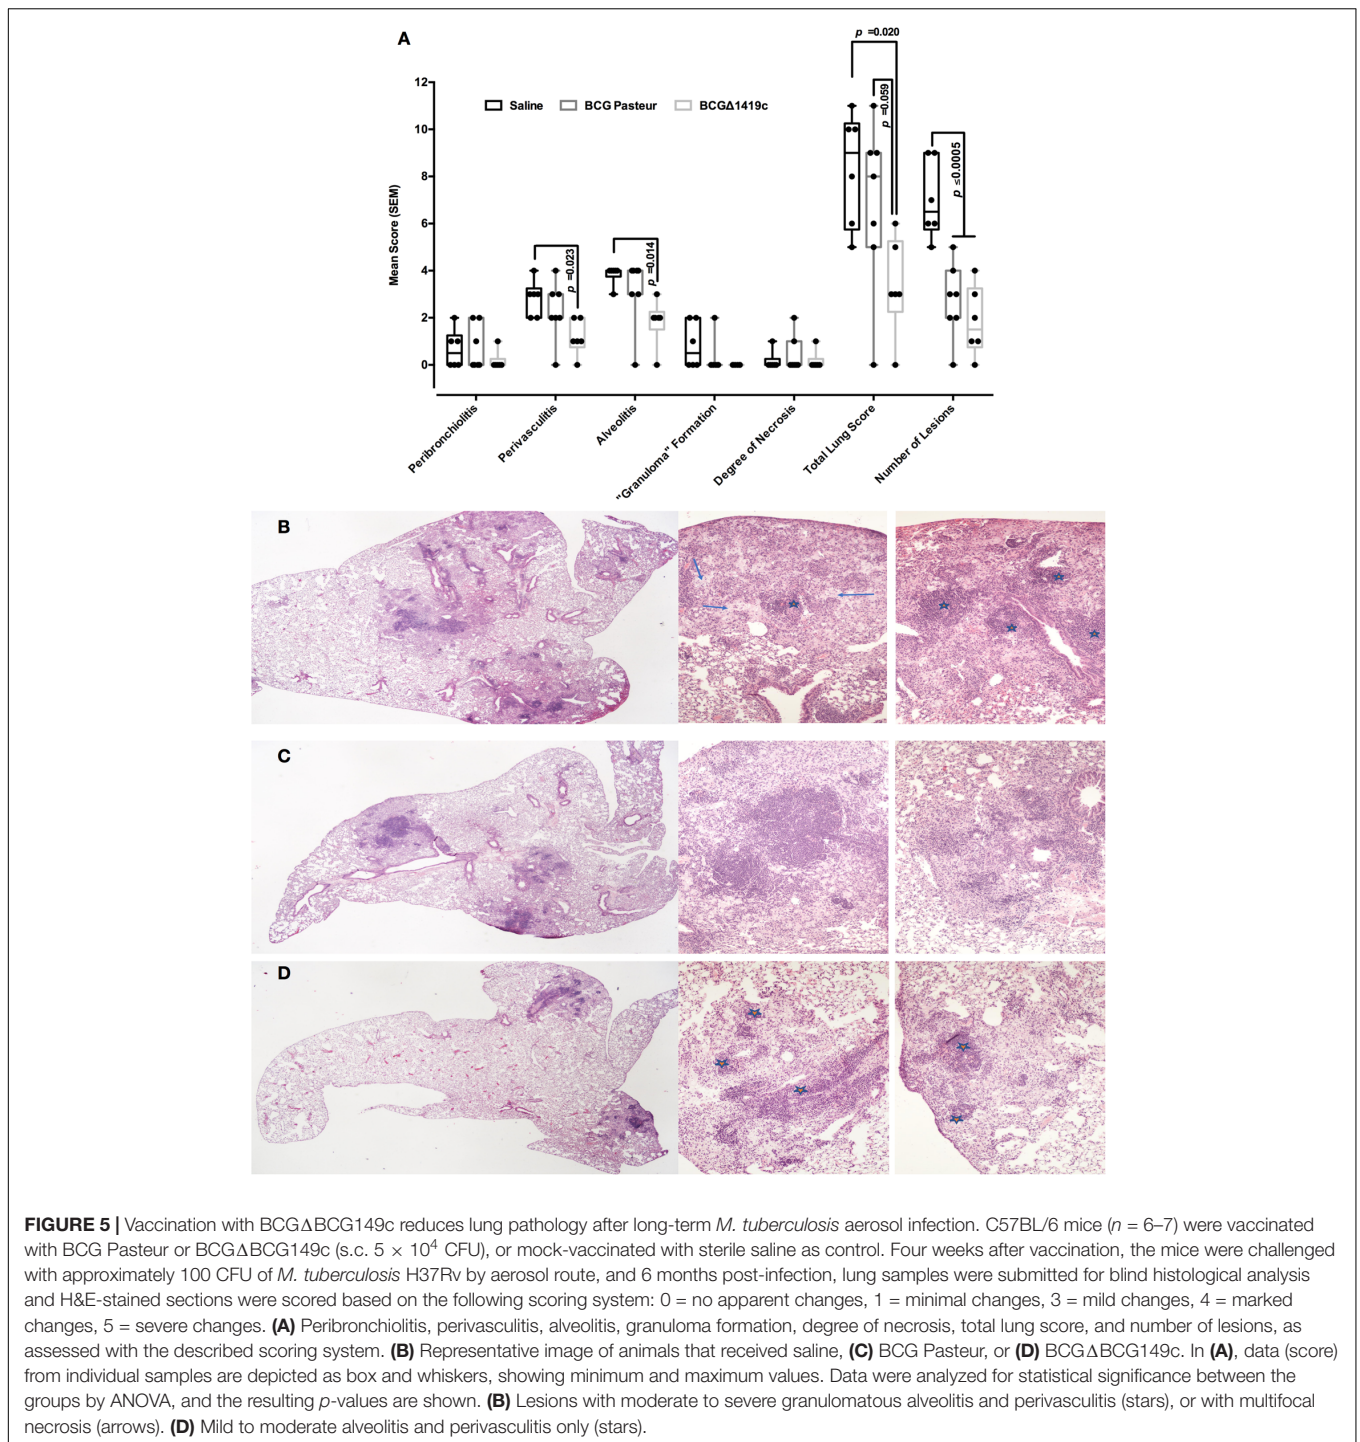 A
p =0.020
p =0.059
p ≤0.0005
p =0.023
p =0.014
Mean Score (SEM)
12
10
8
6
4
2
0
Saline
BCG Pasteur
BCGΔ1419c
Peribronchiolitis
Perivasculitis
Alveolitis
"Granuloma" Formation
Degree of Necrosis
Total Lung Score
Number of Lesions
B
C
D
FIGURE 5 | Vaccination with BCGΔBCG149c reduces lung pathology after long-term M. tuberculosis aerosol infection. C57BL/6 mice (n = 6–7) were vaccinated
with BCG Pasteur or BCGΔBCG149c (s.c. 5 × 10⁴ CFU), or mock-vaccinated with sterile saline as control. Four weeks after vaccination, the mice were challenged
with approximately 100 CFU of M. tuberculosis H37Rv by aerosol route, and 6 months post-infection, lung samples were submitted for blind histological analysis
and H&E-stained sections were scored based on the following scoring system: 0 = no apparent changes, 1 = minimal changes, 3 = mild changes, 4 = marked
changes, 5 = severe changes. (A) Peribronchiolitis, perivasculitis, alveolitis, granuloma formation, degree of necrosis, total lung score, and number of lesions, as
assessed with the described scoring system. (B) Representative image of animals that received saline, (C) BCG Pasteur, or (D) BCGΔBCG149c. In (A), data (score)
from individual samples are depicted as box and whiskers, showing minimum and maximum values. Data were analyzed for statistical significance between the
groups by ANOVA, and the resulting p-values are shown. (B) Lesions with moderate to severe granulomatous alveolitis and perivasculitis (stars), or with multifocal
necrosis (arrows). (D) Mild to moderate alveolitis and perivasculitis only (stars).